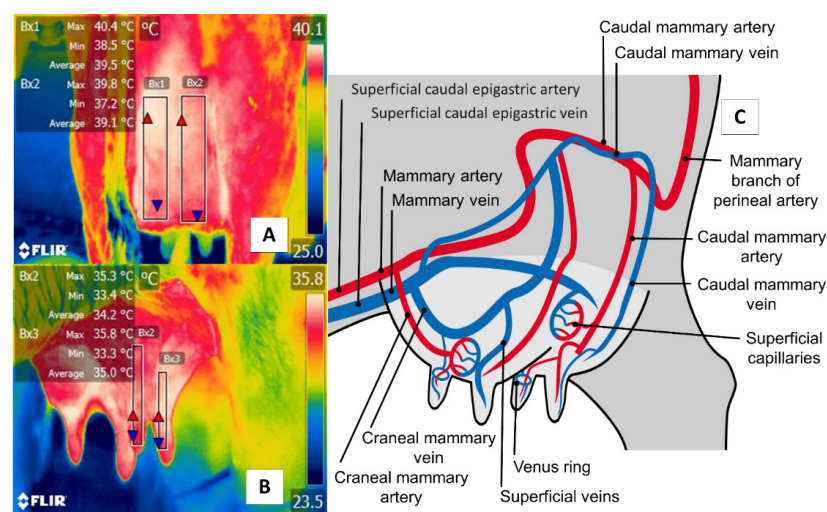 Bx1 Max 40.4 °C
Min 38.5 °C
Average 39.5 °C
Bx2 Max 39.8 °C
Min 37.2 °C
Average 39.1 °C
°C
40.1
Bx1
Bx2
A
25.0
FLIR
Bx2 Max 35.3 °C
Min 33.4 °C
Average 34.2 °C
Bx3 Max 35.8 °C
Min 33.3 °C
Average 35.0 °C
°C
35.8
Bx2
Bx3
B
23.5
FLIR
Caudal mammary artery
Caudal mammary vein
C
Superficial caudal epigastric artery
Superficial caudal epigastric vein
Mammary artery
Mammary vein
Mammary
branch of
perineal artery
Caudal mammary
artery
Caudal mammary
vein
Superficial
capillaries
Craneal mammary
vein
Craneal mammary
artery
Venus ring
Superficial veins